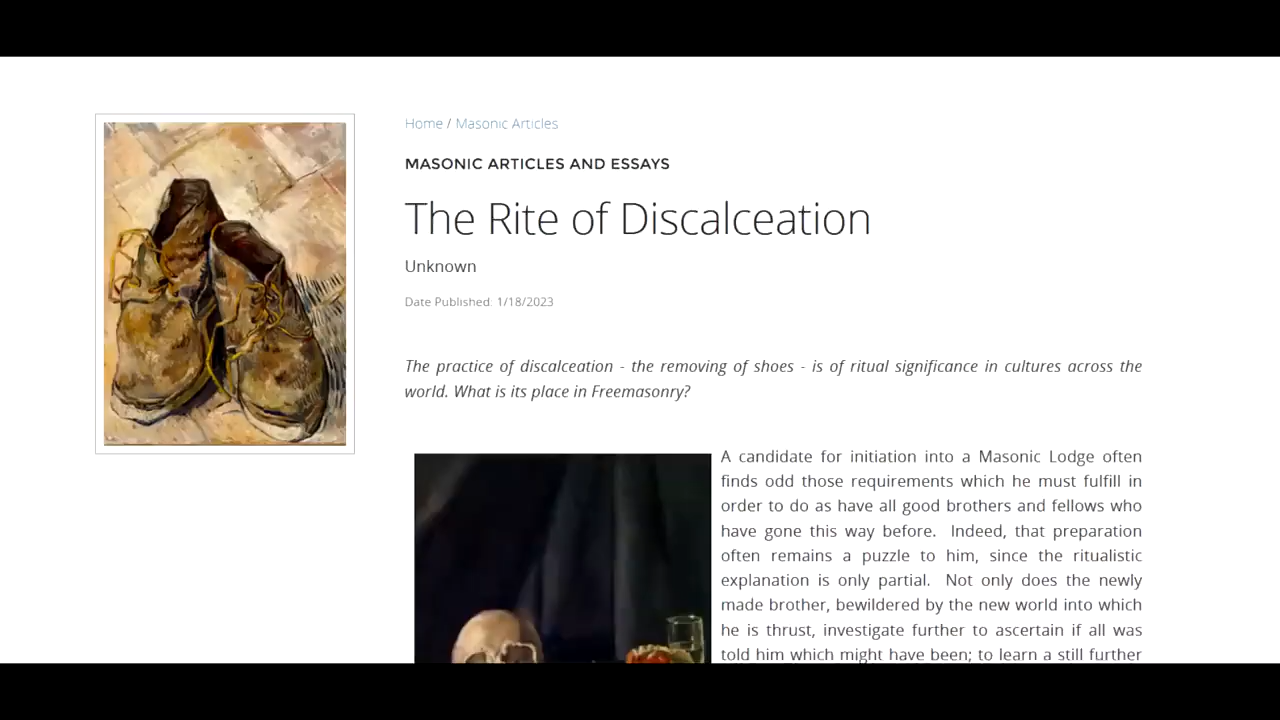 Home / Masonic Articles
MASONIC ARTICLES AND ESSAYS
The Rite of Discalceation
Unknown
Date Published: 1/18/2023
The practice of discalceation - the removing of shoes - is of ritual significance in cultures across the
world. What is its place in Freemasonry?
A candidate for initiation into a Masonic Lodge often
finds odd those requirements which he must fulfill in
order to do as have all good brothers and fellows who
have gone this way before. Indeed, that preparation
often remains a puzzle to him, since the ritualistic
explanation is only partial. Not only does the newly
made brother, bewildered by the new world into which
he is thrust, investigate further to ascertain if all was
told him which might have been; to learn a still further